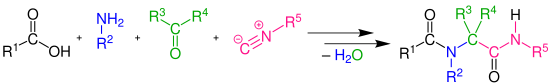 R¹ O OH + NH₂ R² + R³ R⁴ O + ⊖ C N ⊕ R⁵ – H₂O R¹ O N R² R³ R⁴ O H N R⁵